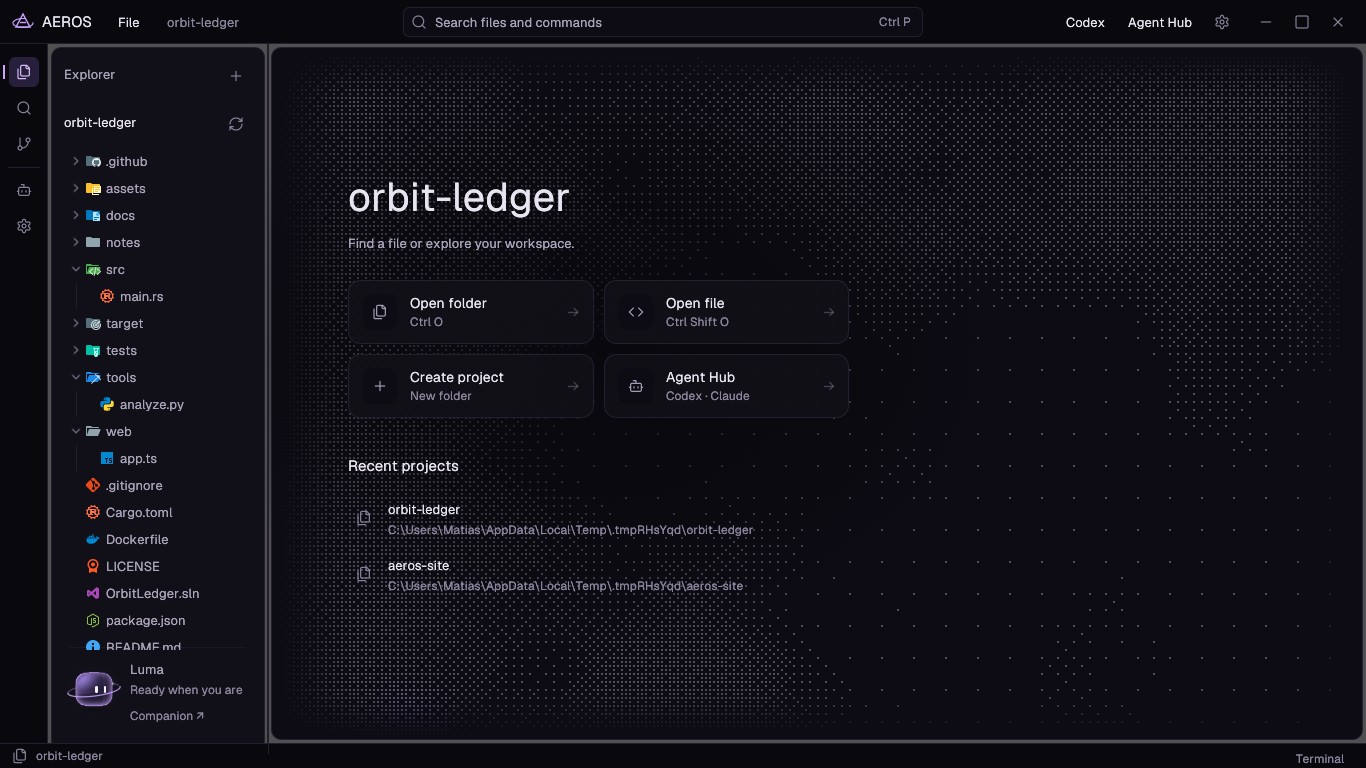 AEROS File orbit-ledger Search files and commands Ctrl P Codex Agent Hub
Explorer
orbit-ledger
.github
assets
docs
notes
src
main.rs
target
tests
tools
analyze.py
web
app.ts
.gitignore
Cargo.toml
Dockerfile
LICENSE
OrbitLedger.sln
package.json
README.md
Luma
Ready when you are
Companion ↗
orbit-ledger
Find a file or explore your workspace.
Open folder
Ctrl O
Open file
Ctrl Shift O
Create project
New folder
Agent Hub
Codex · Claude
Recent projects
orbit-ledger
C:\Users\Matias\AppData\Local\Temp\.tmpRHsYqd\orbit-ledger
aeros-site
C:\Users\Matias\AppData\Local\Temp\.tmpRHsYqd\aeros-site
orbit-ledger Terminal